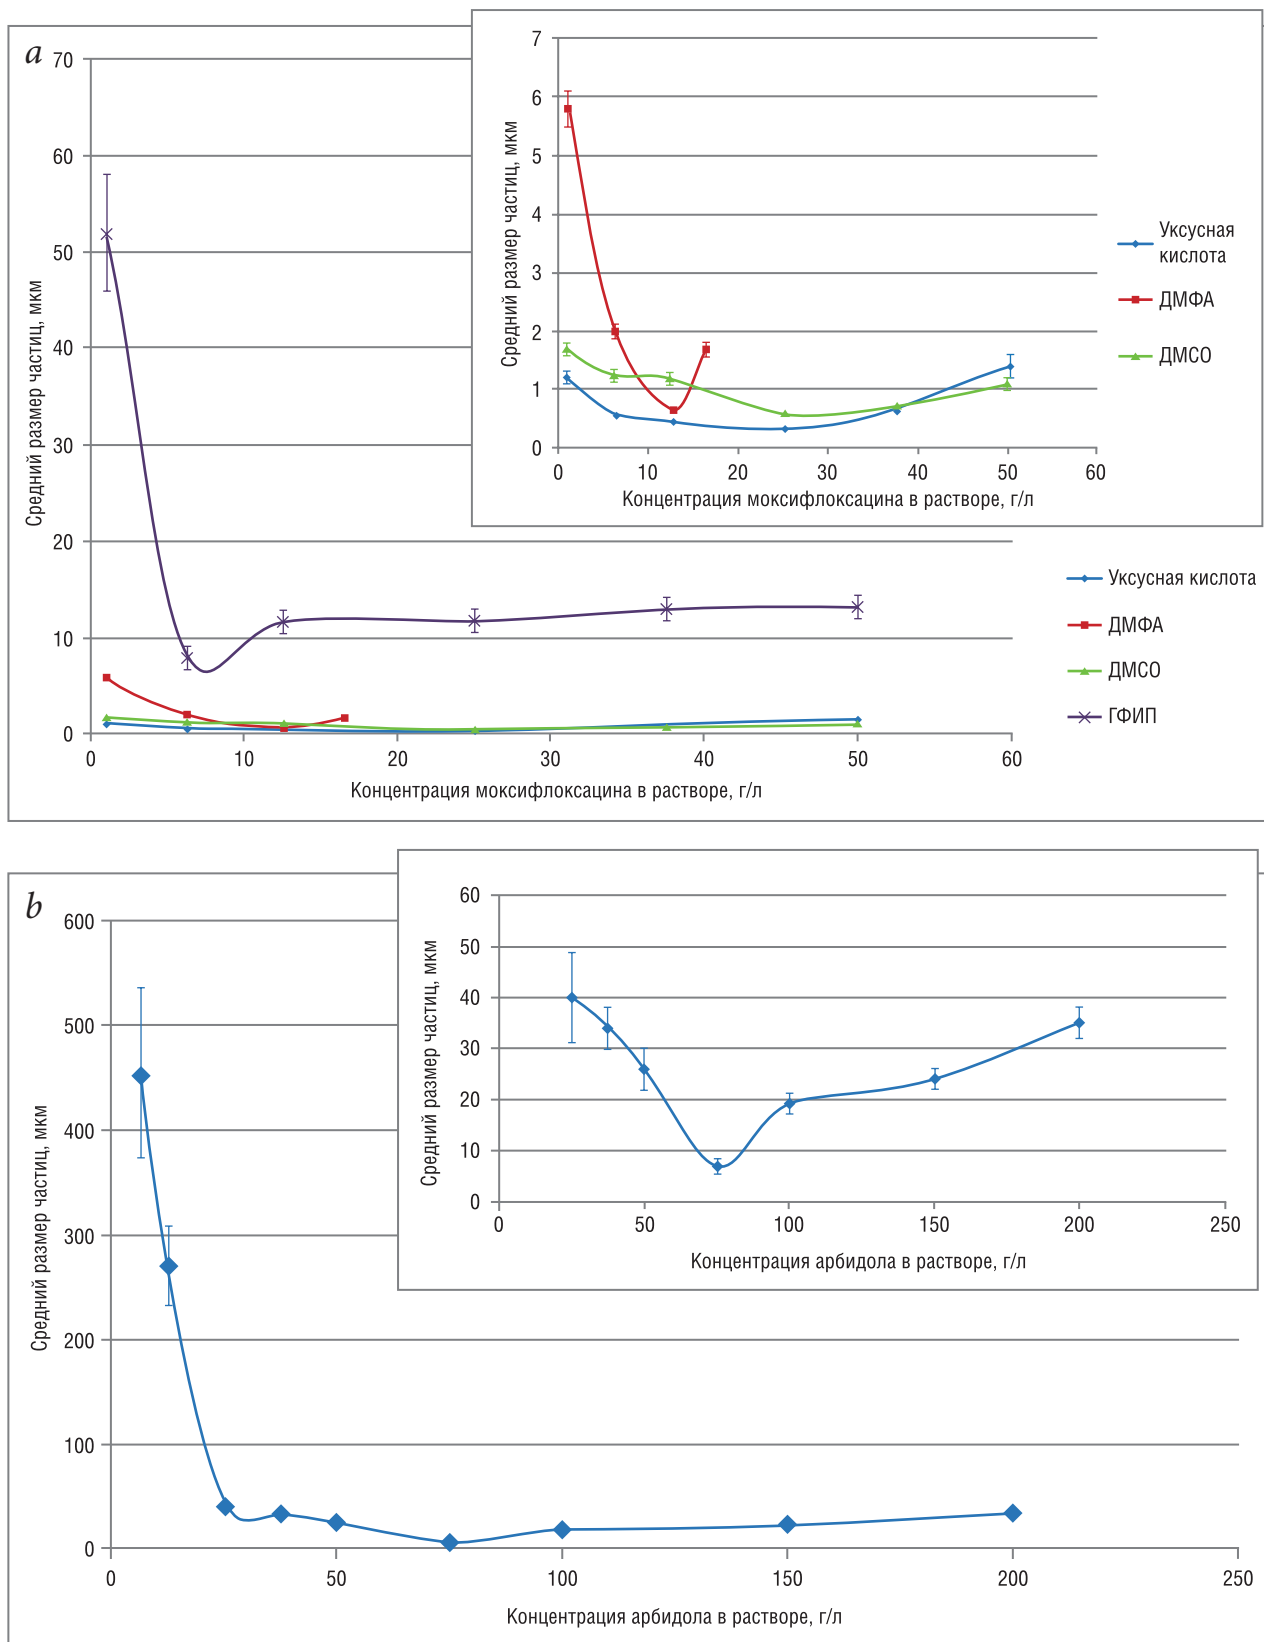 a
70
60
50
40
30
20
10
0
0 10 20 30 40 50 60
Средний размер частиц, мкм
Концентрация моксифлоксацина в растворе, г/л
7
6
5
4
3
2
1
0
0 10 20 30 40 50 60
Средний размер частиц, мкм
Концентрация моксифлоксацина в растворе, г/л
Уксусная
кислота
ДМФА
ДМСО
Уксусная кислота
ДМФА
ДМСО
ГФИП
b
600
500
400
300
200
100
0
0 50 100 150 200 250
Средний размер частиц, мкм
Концентрация арбидола в растворе, г/л
60
50
40
30
20
10
0
0 50 100 150 200 250
Средний размер частиц, мкм
Концентрация арбидола в растворе, г/л